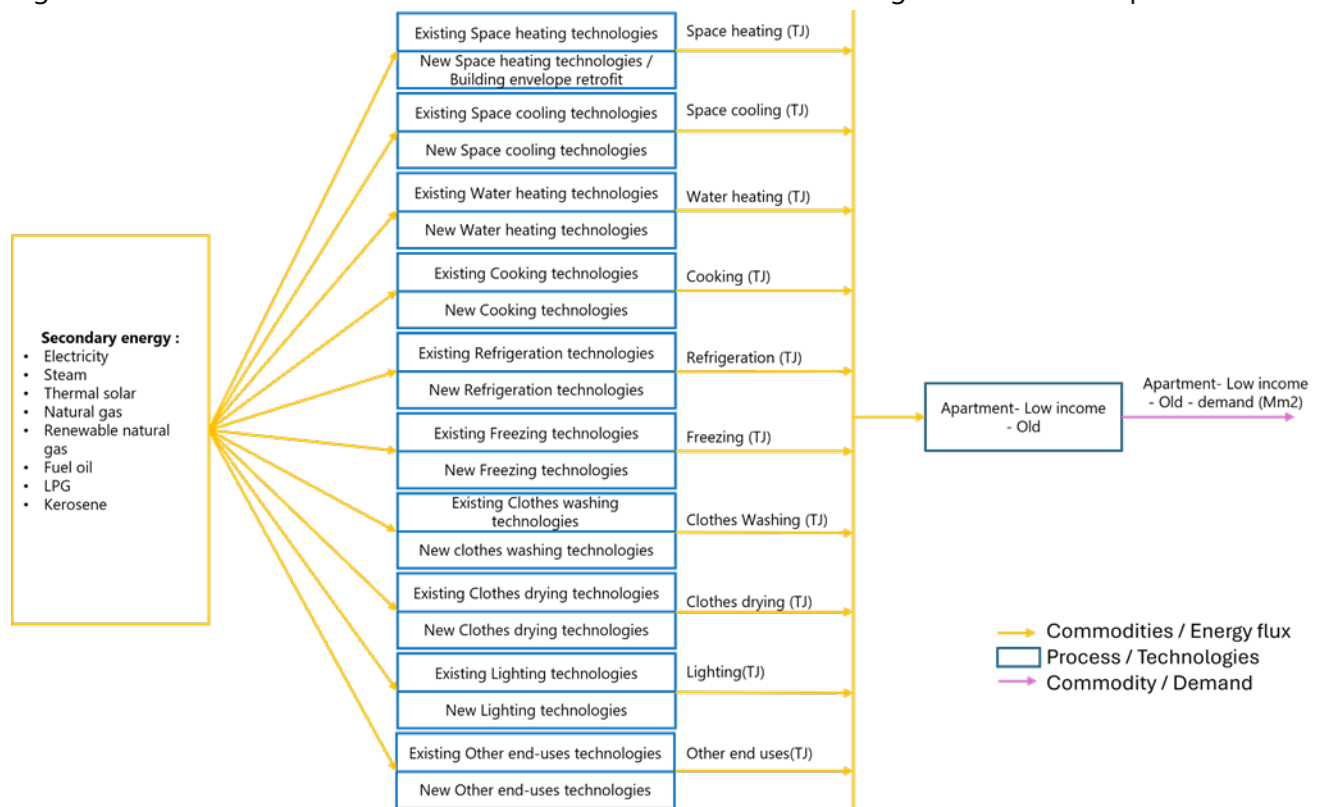 Existing Space heating technologies
Space heating (TJ)
New Space heating technologies /
Building envelope retrofit
Existing Space cooling technologies
Space cooling (TJ)
New Space cooling technologies
Existing Water heating technologies
Water heating (TJ)
New Water heating technologies
Existing Cooking technologies
Cooking (TJ)
New Cooking technologies
Secondary energy :
• Electricity
• Steam
• Thermal solar
• Natural gas
• Renewable natural
gas
• Fuel oil
• LPG
• Kerosene
Existing Refrigeration technologies
Refrigeration (TJ)
New Refrigeration technologies
Existing Freezing technologies
Freezing (TJ)
New Freezing technologies
Existing Clothes washing
technologies
Clothes Washing (TJ)
New clothes washing technologies
Existing Clothes drying technologies
Clothes drying (TJ)
New Clothes drying technologies
Existing Lighting technologies
Lighting(TJ)
New Lighting technologies
Existing Other end-uses technologies
Other end uses(TJ)
New Other end-uses technologies
Apartment- Low income
- Old
Apartment- Low income
- Old - demand (Mm2)
Commodities / Energy flux
Process / Technologies
Commodity / Demand